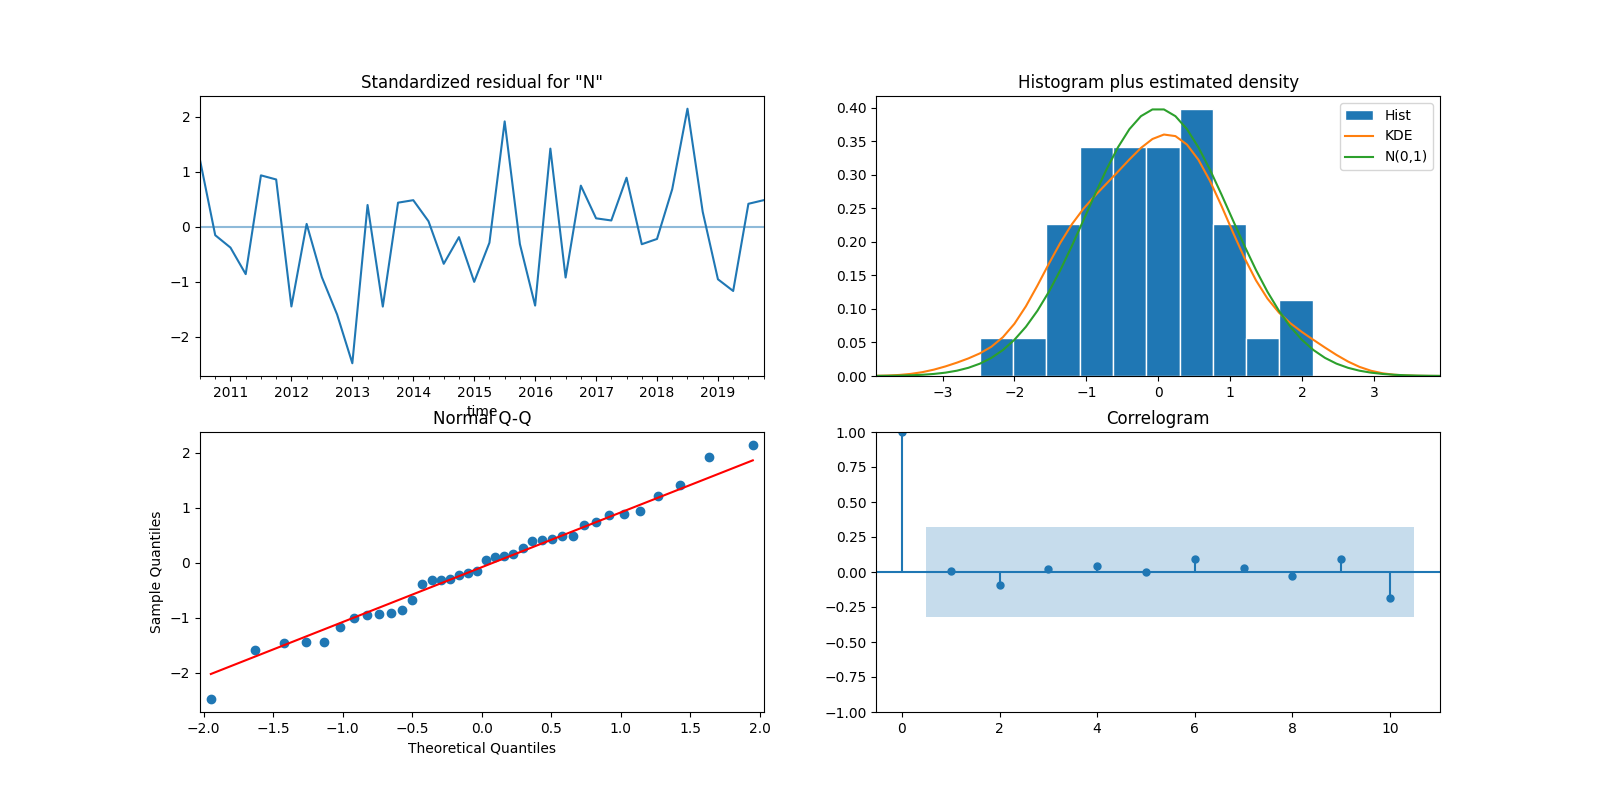 Standardized residual for "N"
2
1
0
−1
−2
2011 2012 2013 2014 2015 2016 2017 2018 2019
time
Histogram plus estimated density
0.40
0.35
0.30
0.25
0.20
0.15
0.10
0.05
0.00
−3 −2 −1 0 1 2 3
Hist
KDE
N(0,1)
Normal Q-Q
Sample Quantiles
2
1
0
−1
−2
−2.0 −1.5 −1.0 −0.5 0.0 0.5 1.0 1.5 2.0
Theoretical Quantiles
Correlogram
1.00
0.75
0.50
0.25
0.00
−0.25
−0.50
−0.75
−1.00
0 2 4 6 8 10